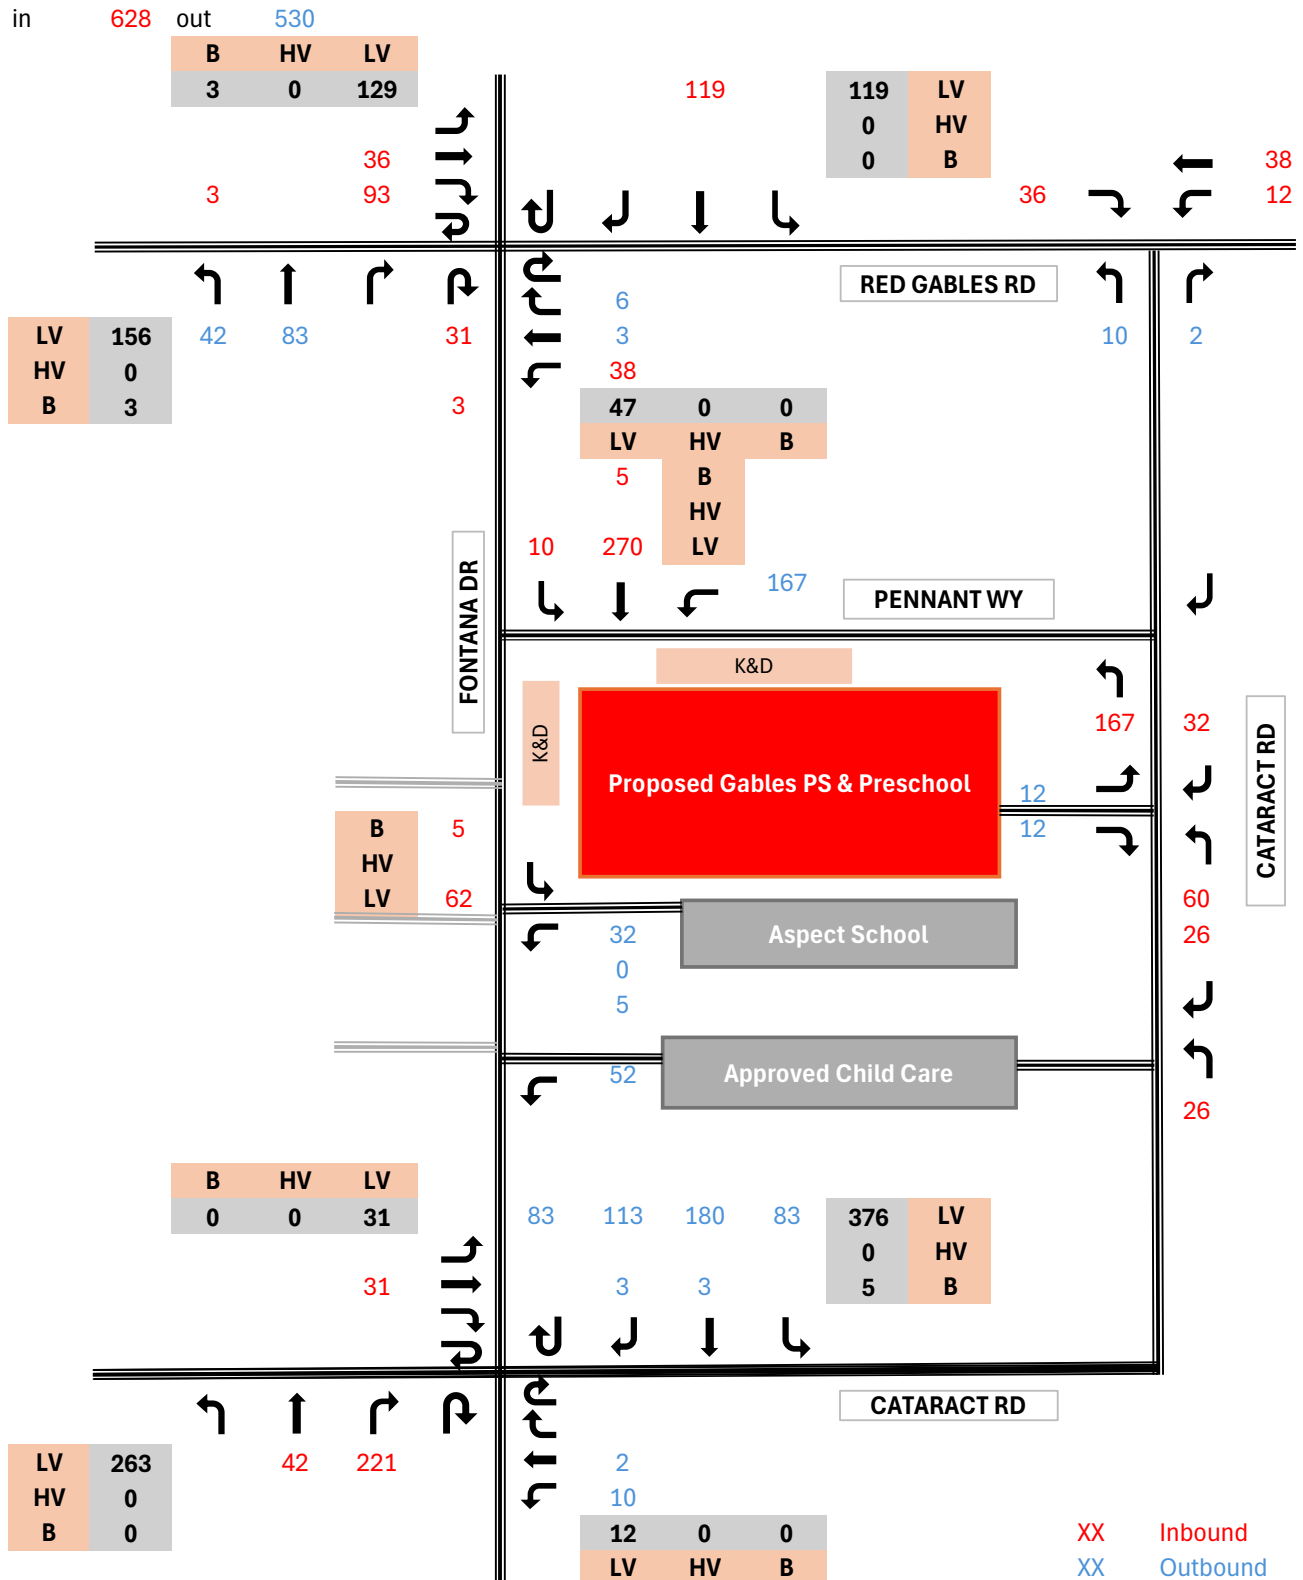 in 628 out 530
B HV LV
3 0 129
119
119 LV
0 HV
0 B
36
3 93
36
38
12
RED GABLES RD
LV 156
HV 0
B 3
42 83 31
3
6
3
38
47 0 0
LV HV B
10 2
5 B
HV
10 270 LV
167
FONTANA DR
PENNANT WY
K&D
K&D
167 32
CATARACT RD
Proposed Gables PS & Preschool
12
12
B 5
HV
LV 62
60
26
Aspect School
32
0
5
Approved Child Care
52
26
B HV LV
0 0 31
31
83 113 180 83
3 3
376 LV
0 HV
5 B
CATARACT RD
LV 263
HV 0
B 0
42 221
2
10
12 0 0
LV HV B
XX Inbound
XX Outbound